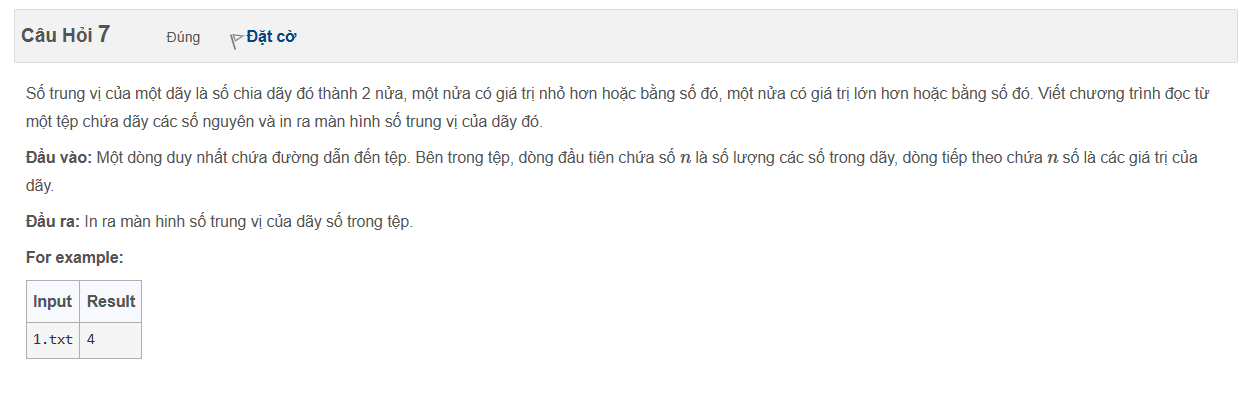 Câu Hỏi 7 Đúng Đặt cờ
Số trung vị của một dãy là số chia dãy đó thành 2 nửa, một nửa có giá trị nhỏ hơn hoặc bằng số đó, một nửa có giá trị lớn hơn hoặc bằng số đó. Viết chương trình đọc từ
một tệp chứa dãy các số nguyên và in ra màn hình số trung vị của dãy đó.
Đầu vào: Một dòng duy nhất chứa đường dẫn đến tệp. Bên trong tệp, dòng đầu tiên chứa số n là số lượng các số trong dãy, dòng tiếp theo chứa n số là các giá trị của
dãy.
Đầu ra: In ra màn hinh số trung vị của dãy số trong tệp.
For example:
Input Result
1.txt 4